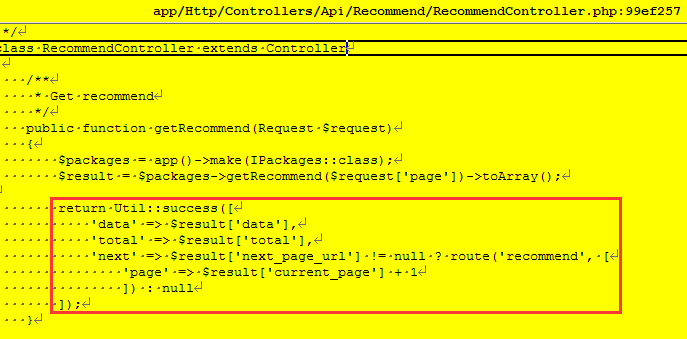 app/Http/Controllers/Api/Recommend/RecommendController.php:99ef257
*/
class RecommendController extends Controller
/**
* Get recommend
*/
public function getRecommend(Request $request)
{
$packages = app()->make(IPackages::class);
$result = $packages->getRecommend($request['page'])->toArray();
return Util::success([
'data' => $result['data'],
'total' => $result['total'],
'next' => $result['next_page_url'] != null ? route('recommend', [
'page' => $result['current_page'] + 1
]) : null
]);
}